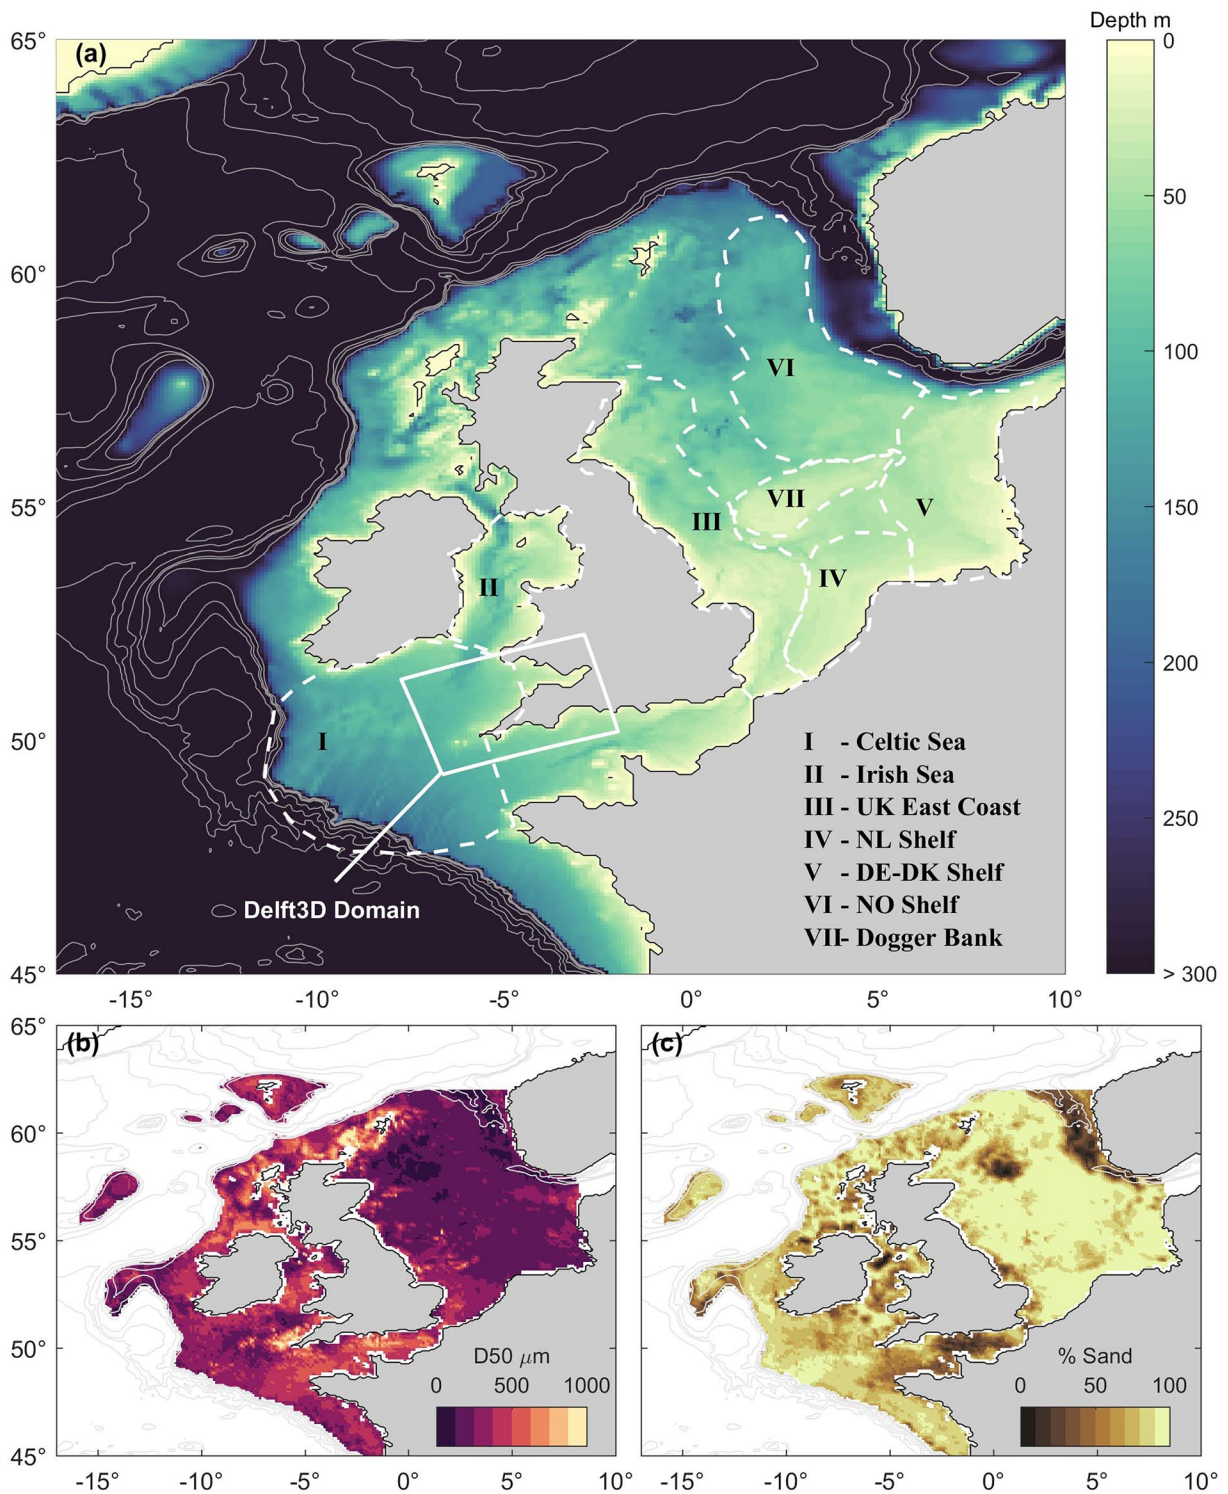 Depth m
(a)
65°
60°
55°
50°
45°
0
50
100
150
200
250
> 300
VI
VII
V
III
IV
II
I
I - Celtic Sea
II - Irish Sea
III - UK East Coast
IV - NL Shelf
V - DE-DK Shelf
VI - NO Shelf
VII- Dogger Bank
Delft3D Domain
-15° -10° -5° 0° 5° 10°
(b)
65°
60°
55°
50°
45°
D50 μm
0 500 1000
-15° -10° -5° 0° 5° 10°
(c)
% Sand
0 50 100
-15° -10° -5° 0° 5° 10°